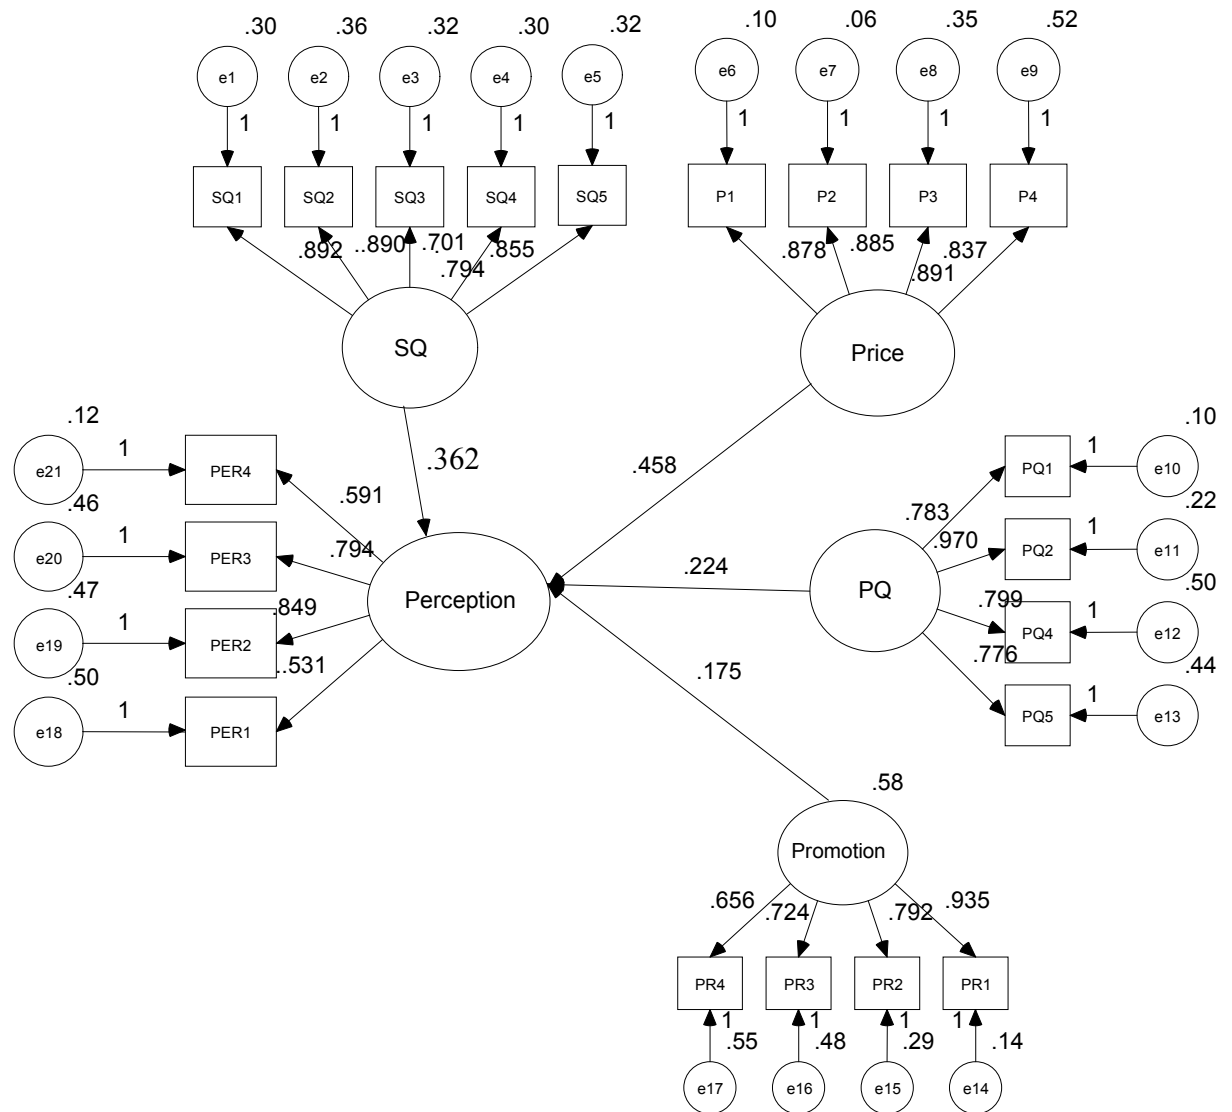 .30 .36 .32 .30 .32 .10 .06 .35 .52
e1 e2 e3 e4 e5 e6 e7 e8 e9
1 1 1 1 1 1 1 1 1
SQ1 SQ2 SQ3 SQ4 SQ5 P1 P2 P3 P4
.892 ..890 .701 .794 .855 .878 .885 .891 .837
SQ Price
.12 .10
e21 1 PER4 .362 .458 PQ1 1 e10
.46 .591 .783 .22
e20 1 PER3 .794 .970 PQ2 1 e11
.47 .224 .50
Perception PQ
e19 1 PER2 .849 .799 PQ4 1 e12
.50 ..531 .175 .776 .44
e18 1 PER1 PQ5 1 e13
.58
Promotion
.656 .724 .792 .935
PR4 PR3 PR2 PR1
1 1 1 1
.55 .48 .29 .14
e17 e16 e15 e14